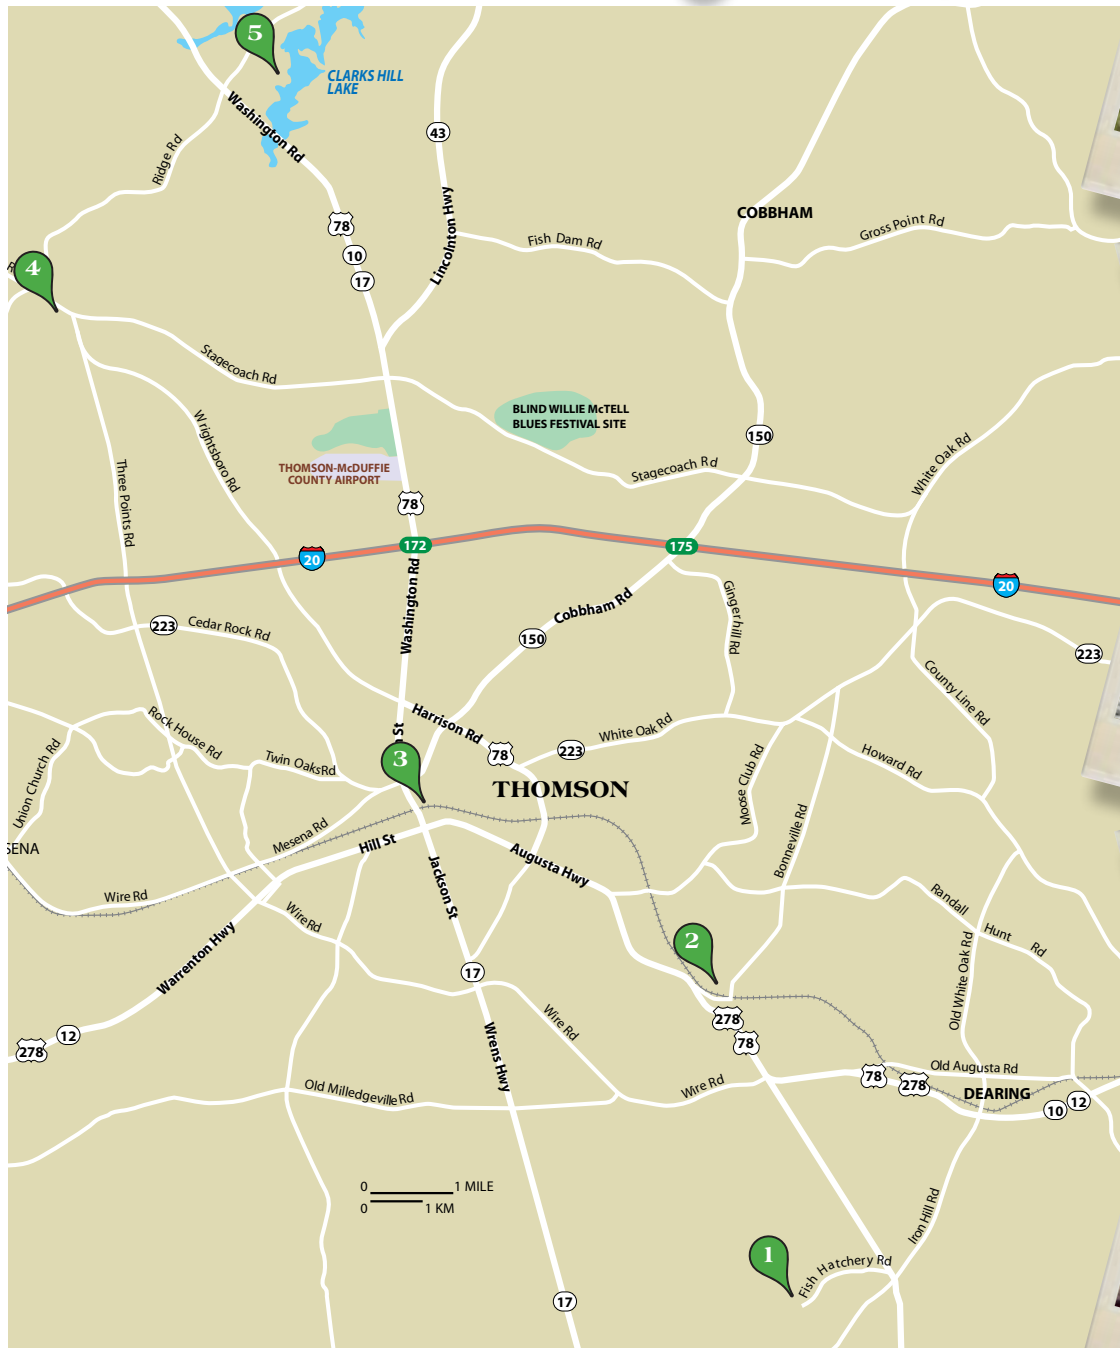 5
CLARKS HILL
LAKE
Washington Rd
43
Ridge Rd
COBBHAM
78
Lincolnton Hwy
Gross Point Rd
Fish Dam Rd
10
4
17
Stagecoach Rd
BLIND WILLIE McTELL
BLUES FESTIVAL SITE
Wrightsboro Rd
150
White Oak Rd
THOMSON-McDUFFIE
COUNTY AIRPORT
Stagecoach Rd
Three Points Rd
78
172
175
20
20
Washington Rd
Cobbham Rd
Gingerhill Rd
223
Cedar Rock Rd
150
223
County Line Rd
Harrison Rd
Rock House Rd
St
White Oak Rd
223
78
Union Church Rd
3
Twin Oaks Rd
Moose Club Rd
Howard Rd
THOMSON
Mesena Rd
Bonneville Rd
SENA
Hill St
Augusta Hwy
Jackson St
Wire Rd
Wire Rd
Randall Hunt Rd
Warrenton Hwy
2
Old White Oak Rd
17
278
12
278
Wire Rd
78
Wrens Hwy
Old Augusta Rd
78
278
Old Milledgeville Rd
Wire Rd
DEARING
10
12
0 1 MILE
0 1 KM
Iron Hill Rd
1
Fish Hatchery Rd
17